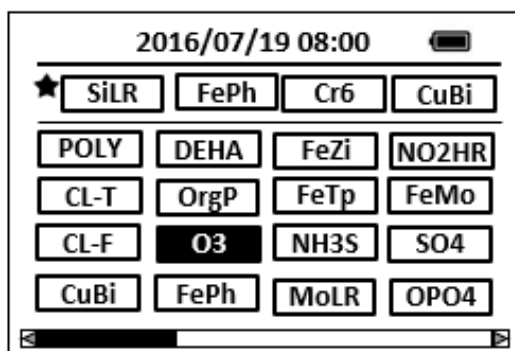 2016/07/19 08:00
SiLR FePh Cr6 CuBi
POLY DEHA FeZi NO2HR
CL-T OrgP FeTp FeMo
CL-F O3 NH3S SO4
CuBi FePh MoLR OPO4